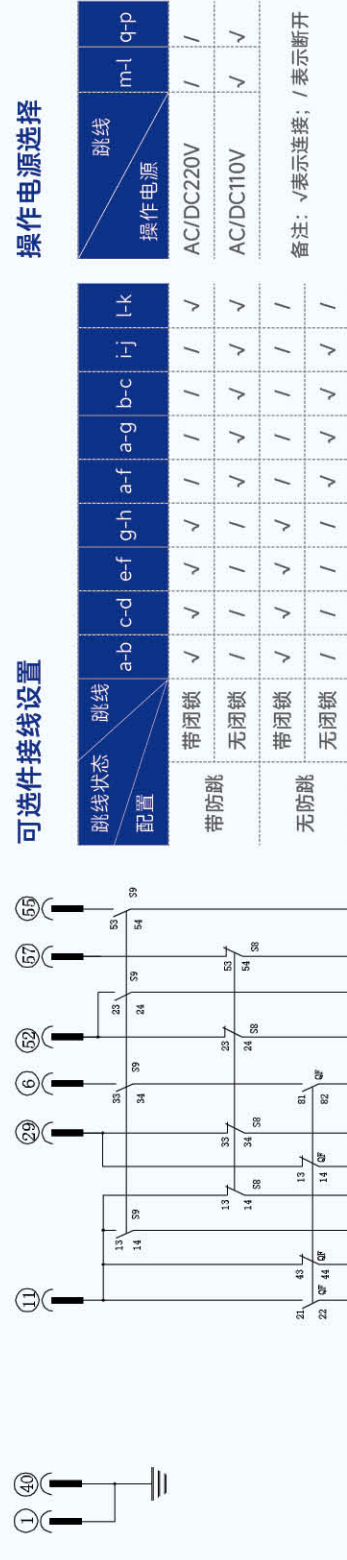 ① ㊵ ⑪ ㉙ ⑥ 52 57 55
13 S9
14
33 S9
34
23 S9
24
53 S9
54
13 S8
14
33 S8
34
23 S8
24
53 S8
54
21 QF
22
43 QF
44
13 QF
14
81 QF
82
可选件接线设置
跳线状态 跳线 配置 a-b c-d e-f g-h a-f a-g b-c i-j l-k
带防跳 带闭锁 √ √ √ √ / / / / √
无闭锁 / / / / √ √ √ √ √
无防跳 带闭锁 √ √ √ √ / / / / /
无闭锁 / / / / √ √ √ √ /
操作电源选择
跳线 操作电源 m-l q-p
AC/DC220V / /
AC/DC110V √ √
备注：√表示连接；/ 表示断开